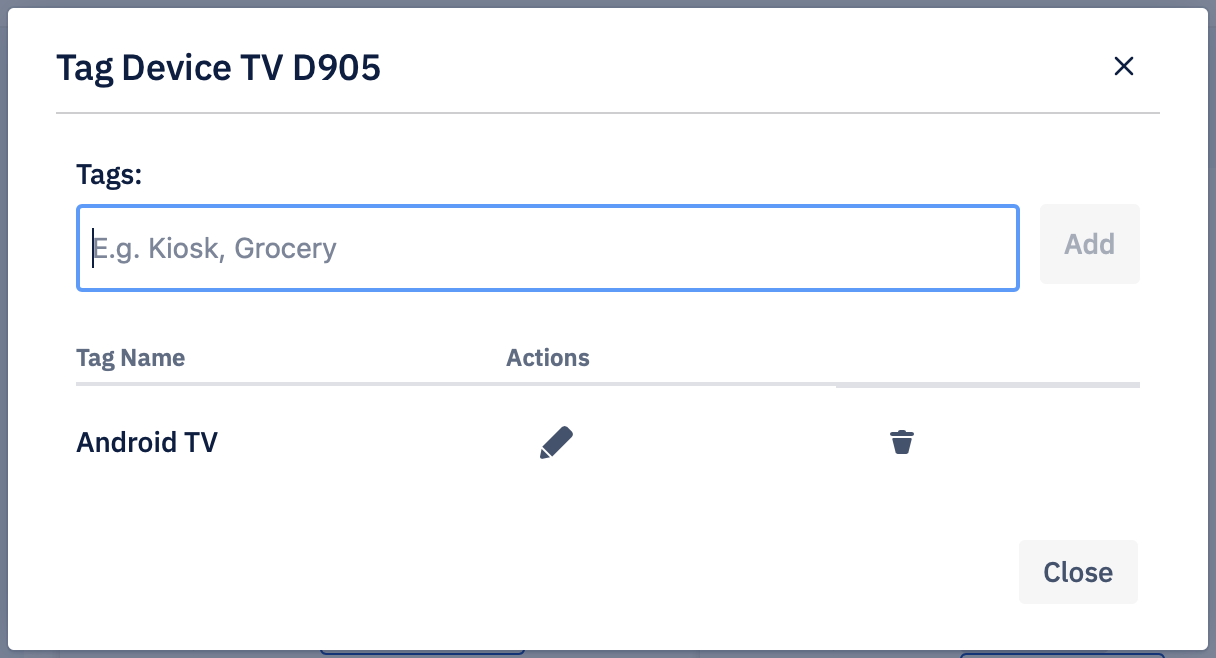 Tag Device TV D905
Tags:
E.g. Kiosk, Grocery
Add
Tag Name Actions
Android TV
Close